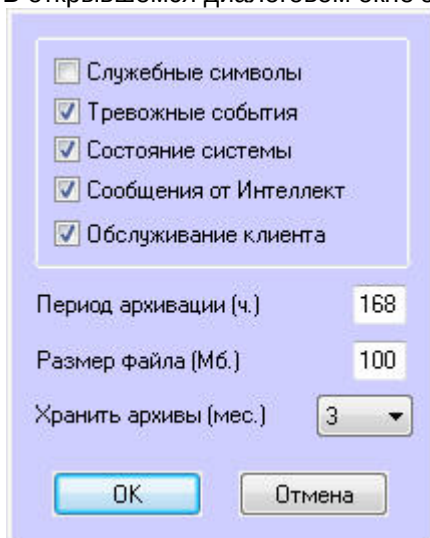 В открывшемся диалоговом окне
Служебные символы
Тревожные события
Состояние системы
Сообщения от Интеллект
Обслуживание клиента
Период архивации (ч.) 168
Размер файла (Мб.) 100
Хранить архивы (мес.) 3
OK Отмена